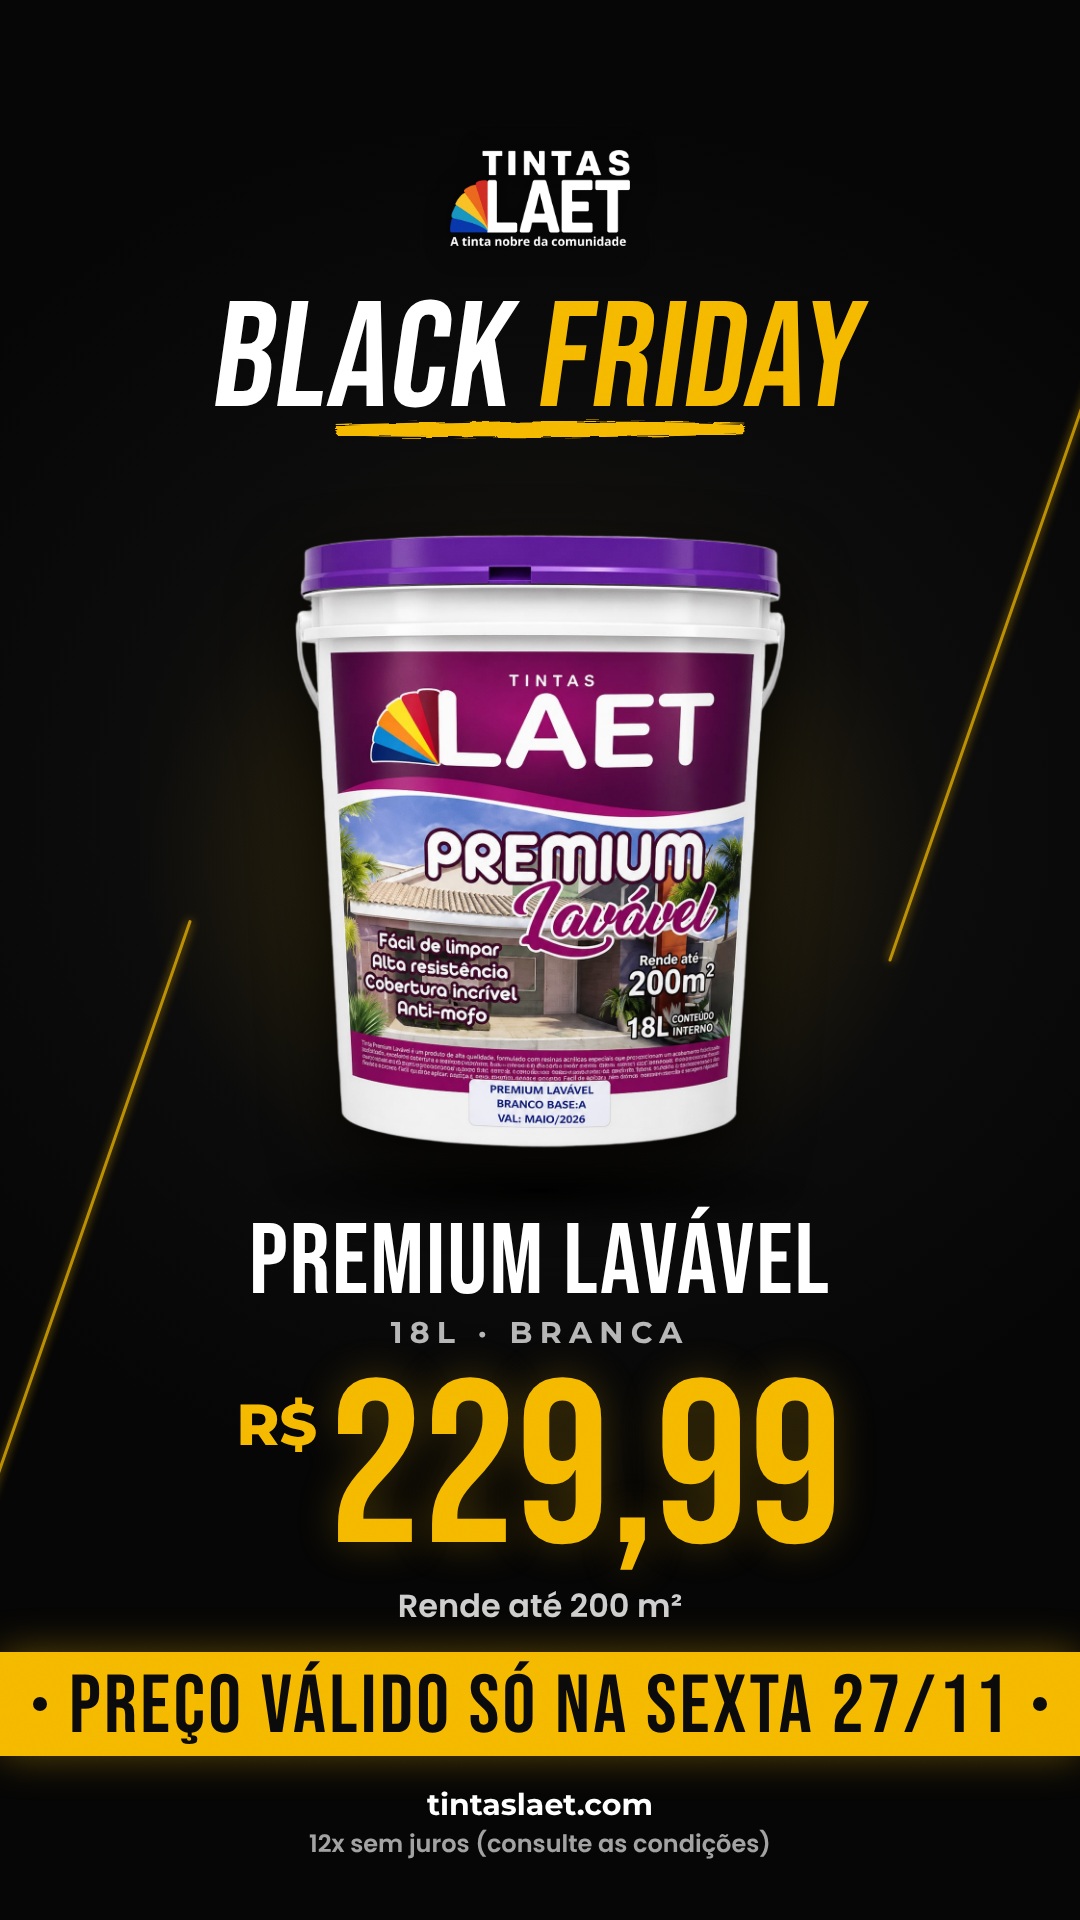 TINTAS
LAET
A tinta nobre da comunidade
BLACK FRIDAY
TINTAS
LAET
PREMIUM
Lavável
Fácil de limpar
Alta resistência
Cobertura incrível
Anti-mofo
Rende até
200m²
18L CONTEÚDO INTERNO
PREMIUM LAVÁVEL
BRANCO BASE:A
VAL: MAIO/2026
PREMIUM LAVÁVEL
18L · BRANCA
R$ 229,99
Rende até 200 m²
• PREÇO VÁLIDO SÓ NA SEXTA 27/11 •
tintaslaet.com
12x sem juros (consulte as condições)